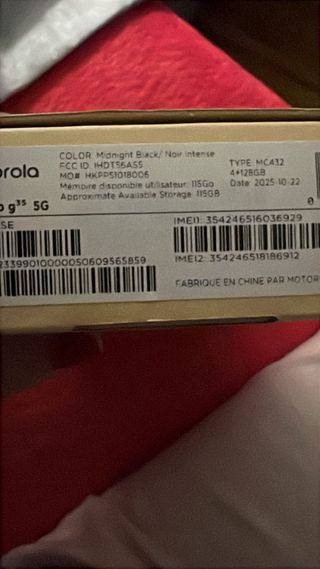 orola
COLOR: Midnight Black/ Noir Intense
FCC ID: IHDT56AS5
MO#: HKPP51018006
Mémoire disponible utilisateur: 115Go
Approximate Available Storage: 115GB
TYPE: MC432
4+128GB
Date: 2025-10-22
g35 5G
SE
IMEI1: 354246516036929
23399010000050609565859
IMEI2: 354246518186912
FABRIQUE EN CHINE PAR MOTOR